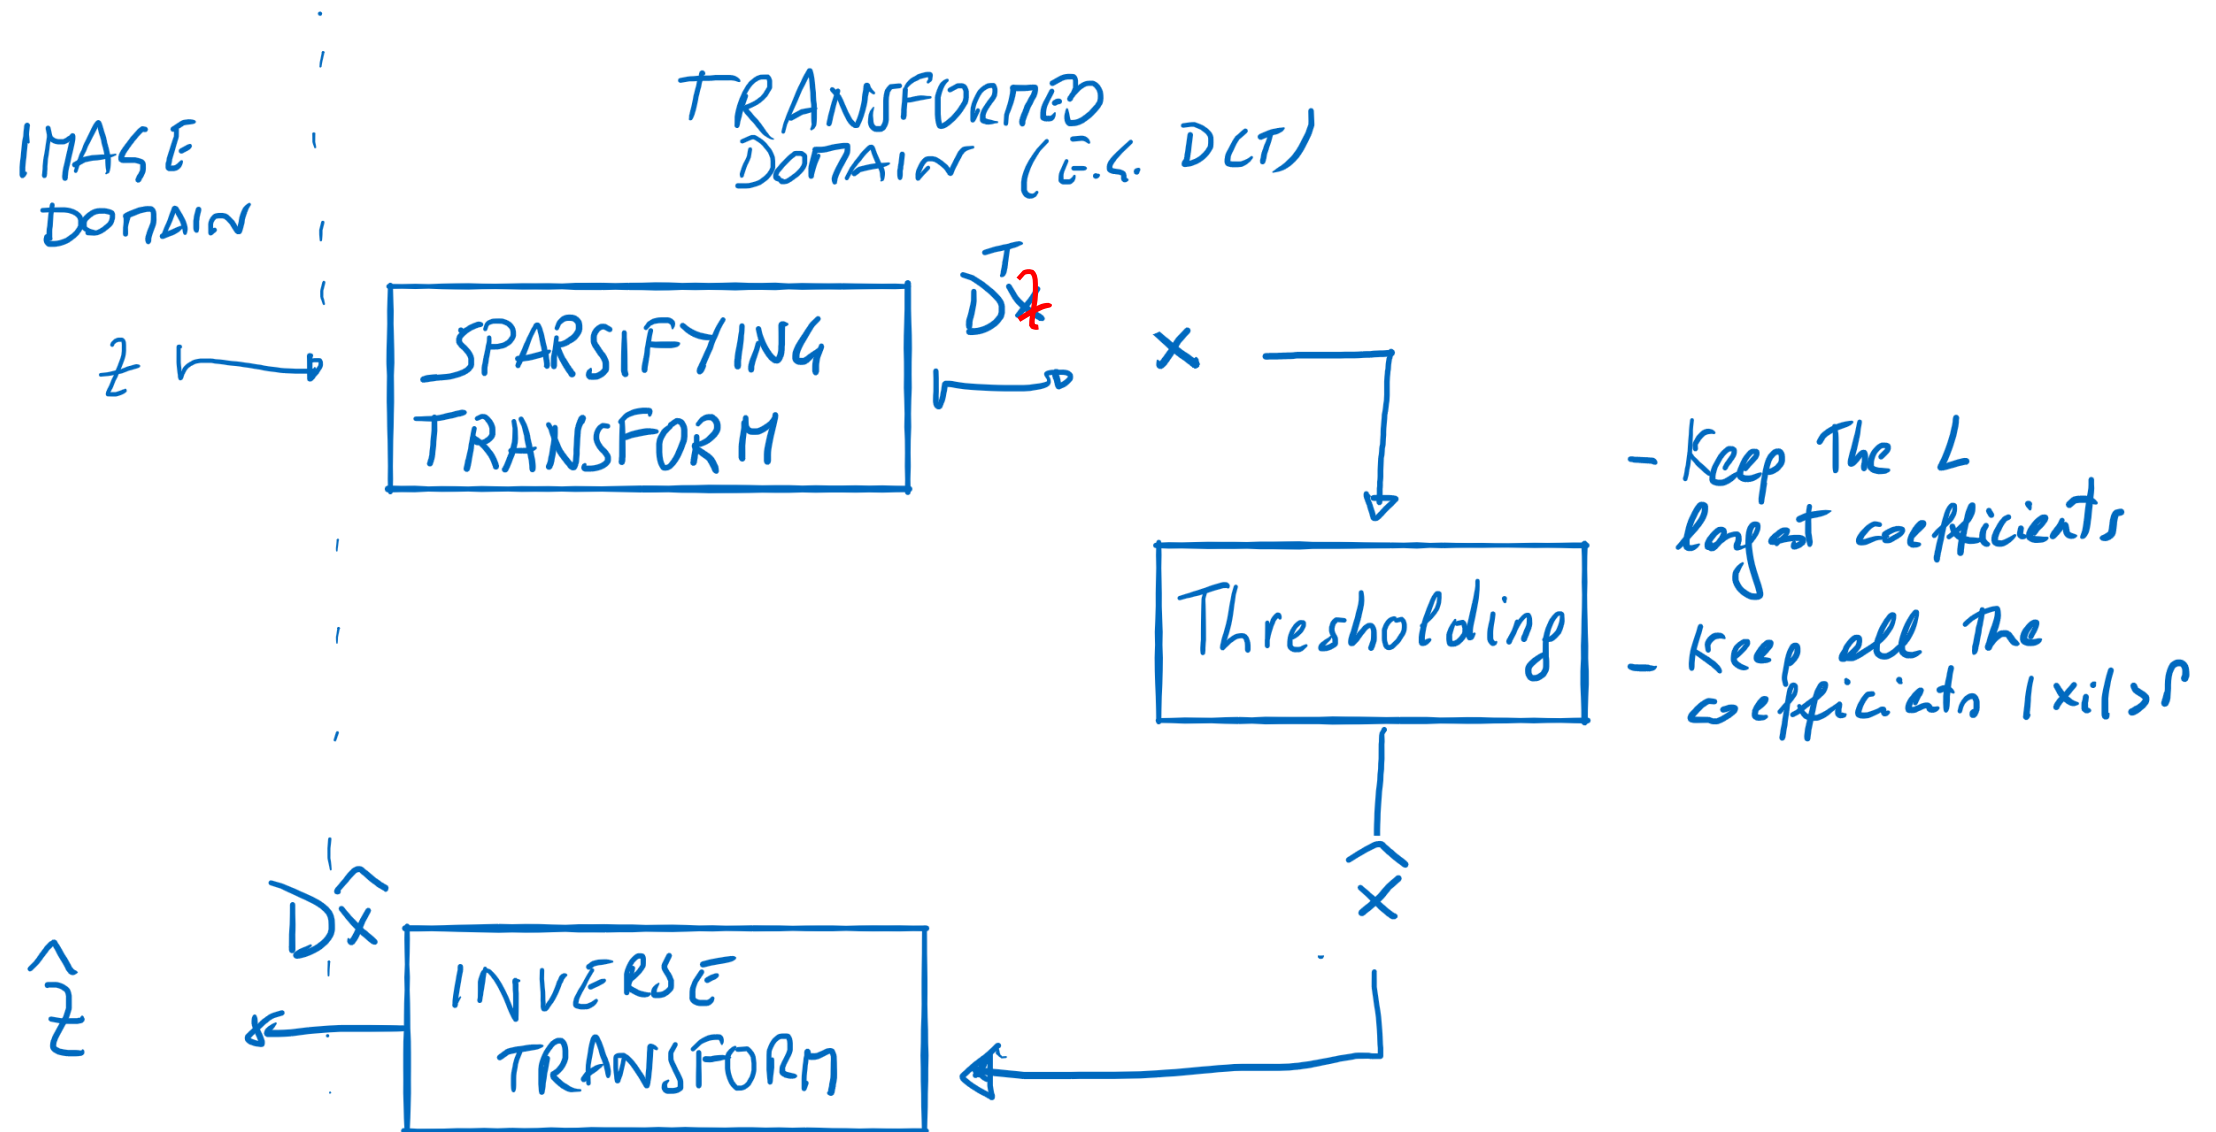 IMAGE
DOMAIN
TRANSFORMED
DOMAIN (E.G. DCT)
z
SPARSIFYING
TRANSFORM
Dᵀz
x
- Keep The L
largest coefficients
Thresholding
- Keep all The
coefficients |xi|>
x̂
Dx̂
ẑ
INVERSE
TRANSFORM